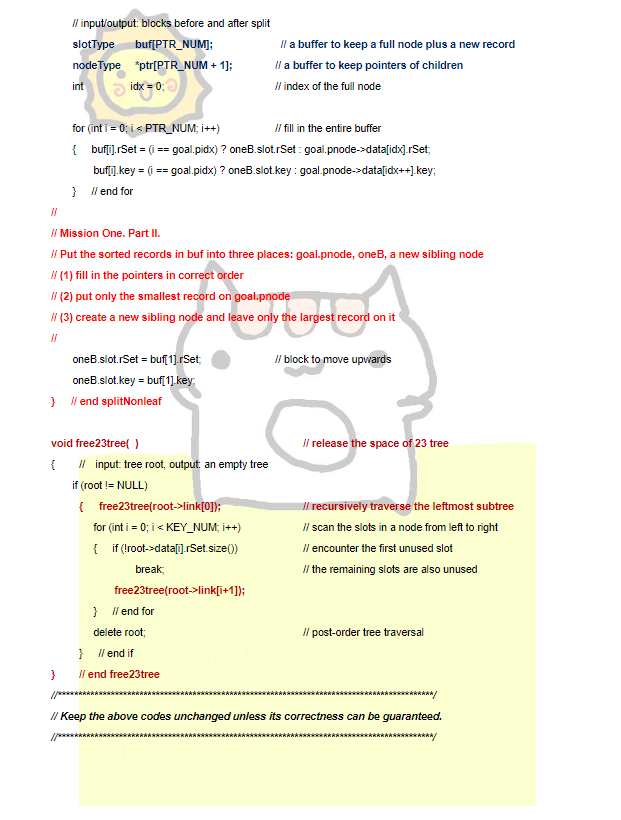 // input/output: blocks before and after split
slotType buf[PTR_NUM]; // a buffer to keep a full node plus a new record
nodeType *ptr[PTR_NUM + 1]; // a buffer to keep pointers of children
int idx = 0; // index of the full node
for (int i = 0; i < PTR_NUM; i++) // fill in the entire buffer
{ buf[i].rSet = (i == goal.pidx) ? oneB.slot.rSet : goal.pnode->data[idx].rSet;
buf[i].key = (i == goal.pidx) ? oneB.slot.key : goal.pnode->data[idx++].key;
} // end for
//
// Mission One. Part II.
// Put the sorted records in buf into three places: goal.pnode, oneB, a new sibling node
// (1) fill in the pointers in correct order
// (2) put only the smallest record on goal.pnode
// (3) create a new sibling node and leave only the largest record on it
//
oneB.slot.rSet = buf[1].rSet; // block to move upwards
oneB.slot.key = buf[1].key;
} // end splitNonleaf
void free23tree( ) // release the space of 23 tree
{ // input: tree root, output: an empty tree
if (root != NULL)
{ free23tree(root->link[0]); // recursively traverse the leftmost subtree
for (int i = 0; i < KEY_NUM; i++) // scan the slots in a node from left to right
{ if (!root->data[i].rSet.size()) // encounter the first unused slot
break; // the remaining slots are also unused
free23tree(root->link[i+1]);
} // end for
delete root; // post-order tree traversal
} // end if
} // end free23tree
//******************************************************************************************/
// Keep the above codes unchanged unless its correctness can be guaranteed.
//******************************************************************************************/